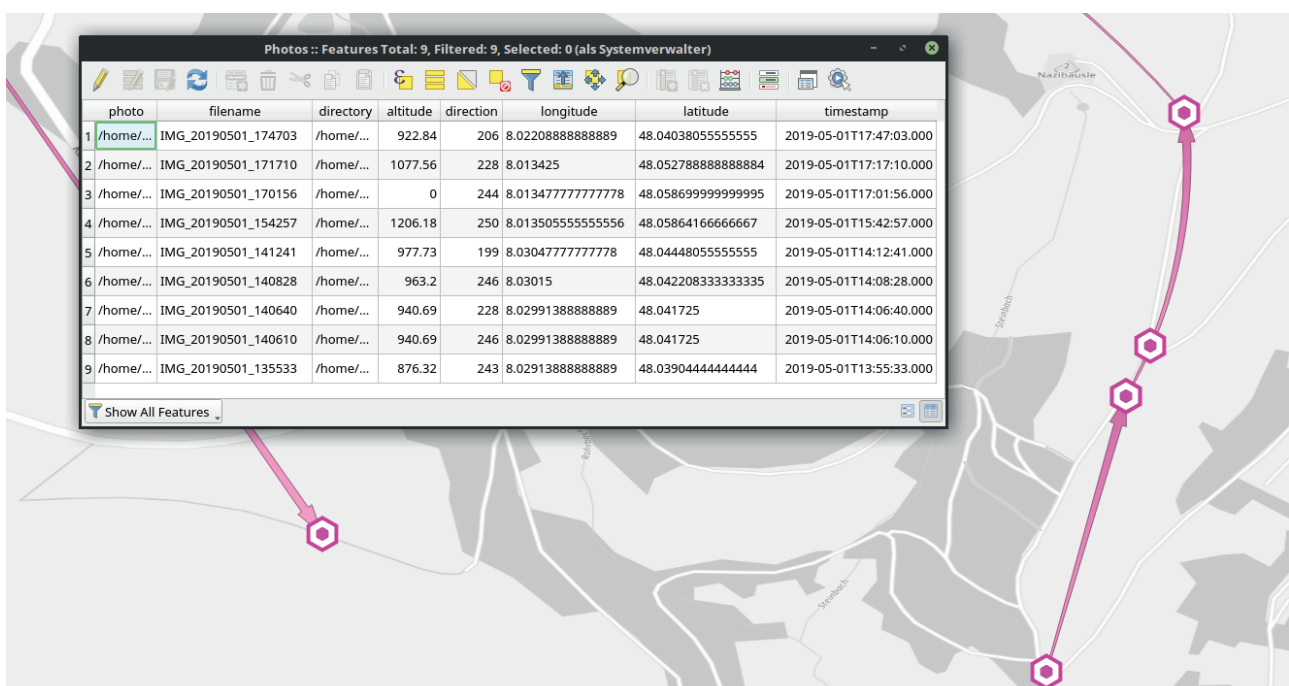 Photos :: Features Total: 9, Filtered: 9, Selected: 0 (als Systemverwalter)
photo filename directory altitude direction longitude latitude timestamp
1 /home/... IMG_20190501_174703 /home/... 922.84 206 8.02208888888889 48.04038055555555 2019-05-01T17:47:03.000
2 /home/... IMG_20190501_171710 /home/... 1077.56 228 8.013425 48.052788888888884 2019-05-01T17:17:10.000
3 /home/... IMG_20190501_170156 /home/... 0 244 8.013477777777778 48.058699999999995 2019-05-01T17:01:56.000
4 /home/... IMG_20190501_154257 /home/... 1206.18 250 8.013505555555556 48.05864166666667 2019-05-01T15:42:57.000
5 /home/... IMG_20190501_141241 /home/... 977.73 199 8.03047777777778 48.04448055555555 2019-05-01T14:12:41.000
6 /home/... IMG_20190501_140828 /home/... 963.2 246 8.03015 48.042208333333335 2019-05-01T14:08:28.000
7 /home/... IMG_20190501_140640 /home/... 940.69 228 8.02991388888889 48.041725 2019-05-01T14:06:40.000
8 /home/... IMG_20190501_140610 /home/... 940.69 246 8.02991388888889 48.041725 2019-05-01T14:06:10.000
9 /home/... IMG_20190501_135533 /home/... 876.32 243 8.02913888888889 48.03904444444444 2019-05-01T13:55:33.000
Show All Features
Nazihäusle
Steinbach
Steinbach